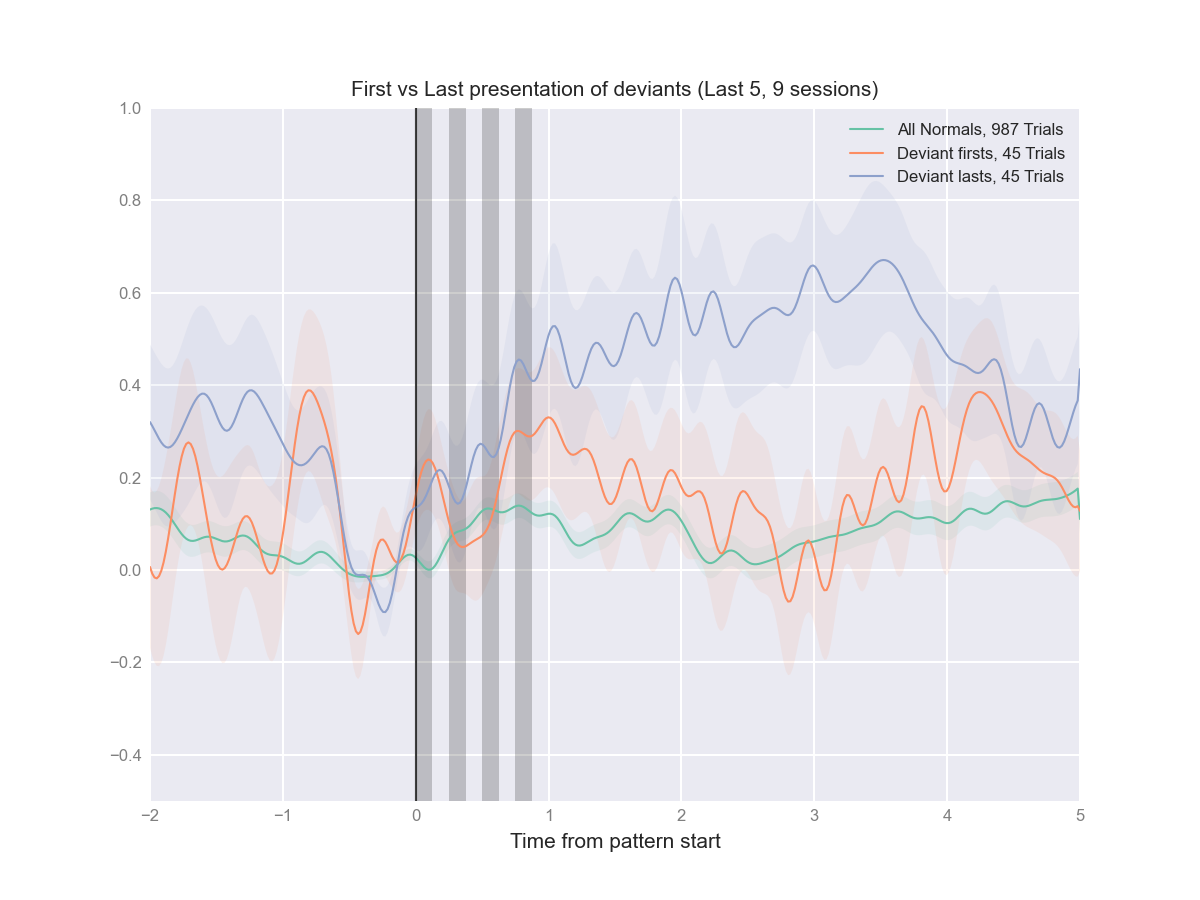 First vs Last presentation of deviants (Last 5, 9 sessions)
1.0
0.8
0.6
0.4
0.2
0.0
−0.2
−0.4
All Normals, 987 Trials
Deviant firsts, 45 Trials
Deviant lasts, 45 Trials
−2 −1 0 1 2 3 4 5
Time from pattern start